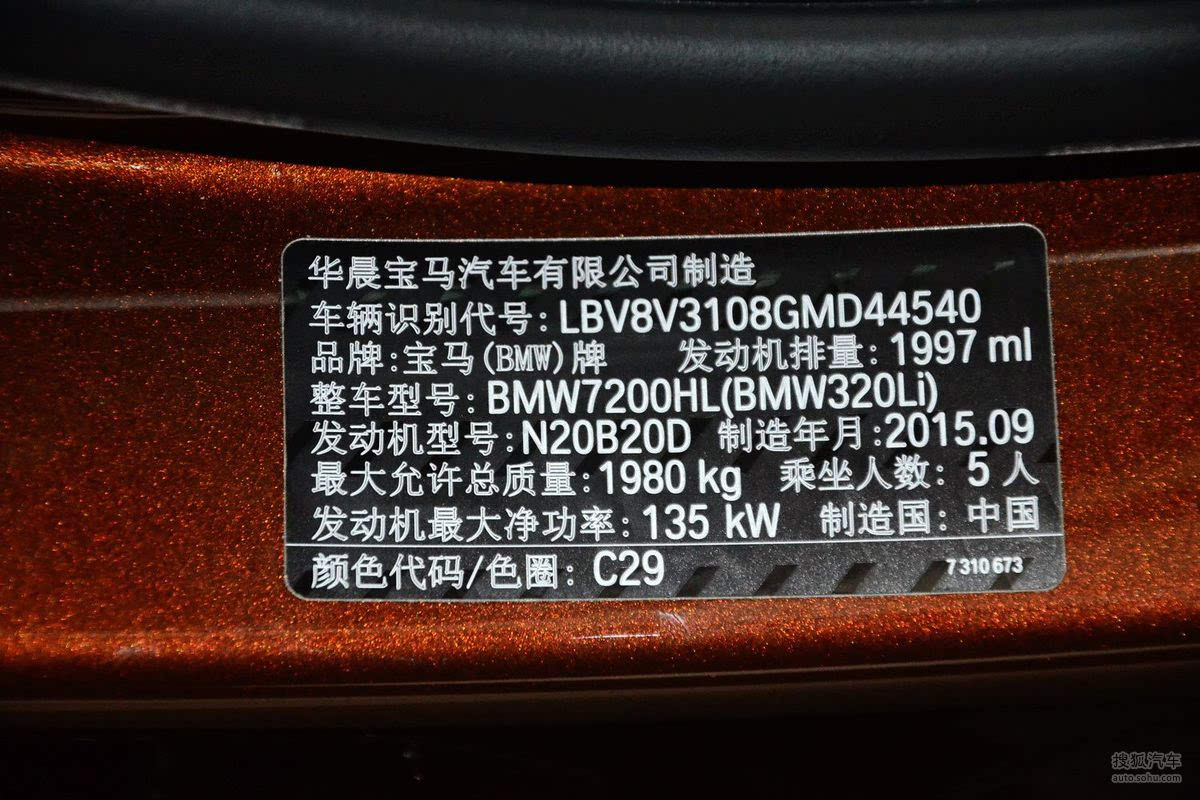 华晨宝马汽车有限公司制造
车辆识别代号: LBV8V3108GMD44540
品牌:宝马(BMW)牌 发动机排量: 1997 ml
整车型号: BMW7200HL(BMW320Li)
发动机型号: N20B20D 制造年月:2015.09
最大允许总质量:1980 kg 乘坐人数: 5 人
发动机最大净功率: 135 kW 制造国: 中国
颜色代码/色圈: C29 7 310 673
搜狐汽车
auto.sohu.com